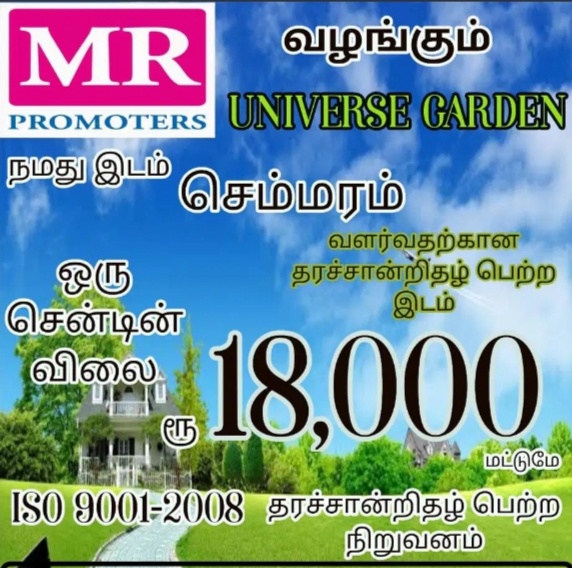 MR
PROMOTERS
வழங்கும்
UNIVERSE GARDEN
நமது இடம்
செம்மரம்
வளர்வதற்கான
தரச்சான்றிதழ் பெற்ற
இடம்
ஒரு
சென்டின்
விலை
ரூ 18,000
மட்டுமே
ISO 9001-2008 தரச்சான்றிதழ் பெற்ற
நிறுவனம்